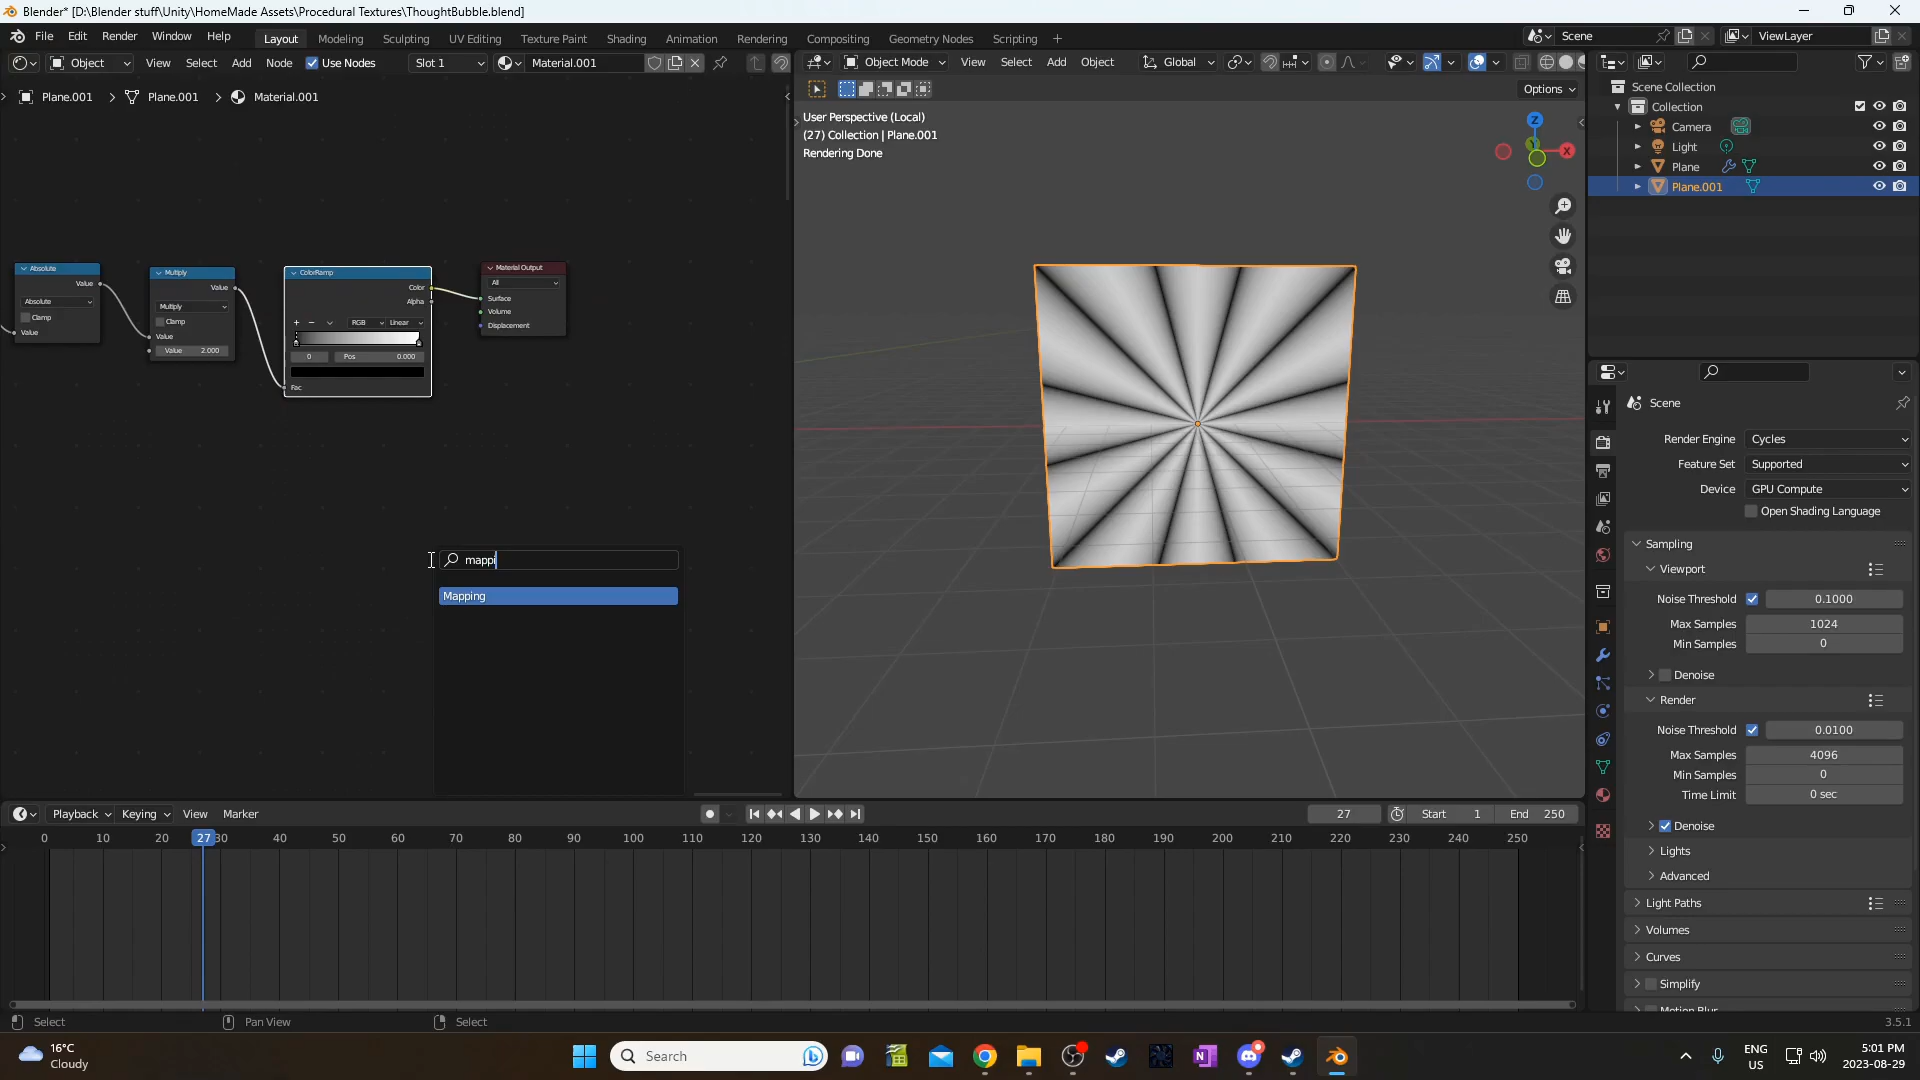 Blender* [D:\Blender stuff\Unity\HomeMade Assets\Procedural Textures\ThoughtBubble.blend]
File Edit Render Window Help Layout Modeling Sculpting UV Editing Texture Paint Shading Animation Rendering Compositing Geometry Nodes Scripting + Scene ViewLayer
Object View Select Add Node Use Nodes Slot 1 Material.001
Object Mode View Select Add Object Global
Plane.001 > Plane.001 > Material.001
Options
User Perspective (Local)
(27) Collection | Plane.001
Rendering Done
Z
Y
X
Scene Collection
Collection
Camera
Light
Plane
Plane.001
Absolute
Value
Absolute
Clamp
Value
Multiply
Value
Multiply
Clamp
Value
Value 2.000
ColorRamp
Color
Alpha
RGB Linear
0 Pos 0.000
Fac
Material Output
All
Surface
Volume
Displacement
mappi
Mapping
Scene
Render Engine Cycles
Feature Set Supported
Device GPU Compute
Open Shading Language
Sampling
Viewport
Noise Threshold 0.1000
Max Samples 1024
Min Samples 0
Denoise
Render
Noise Threshold 0.0100
Max Samples 4096
Min Samples 0
Time Limit 0 sec
Denoise
Lights
Advanced
Light Paths
Volumes
Curves
Simplify
Motion Blur
Playback Keying View Marker 27 Start 1 End 250
0 10 20 27 30 40 50 60 70 80 90 100 110 120 130 140 150 160 170 180 190 200 210 220 230 240 250
Select Pan View Select 3.5.1
16°C
Cloudy
Search
ENG
US
5:01 PM
2023-08-29